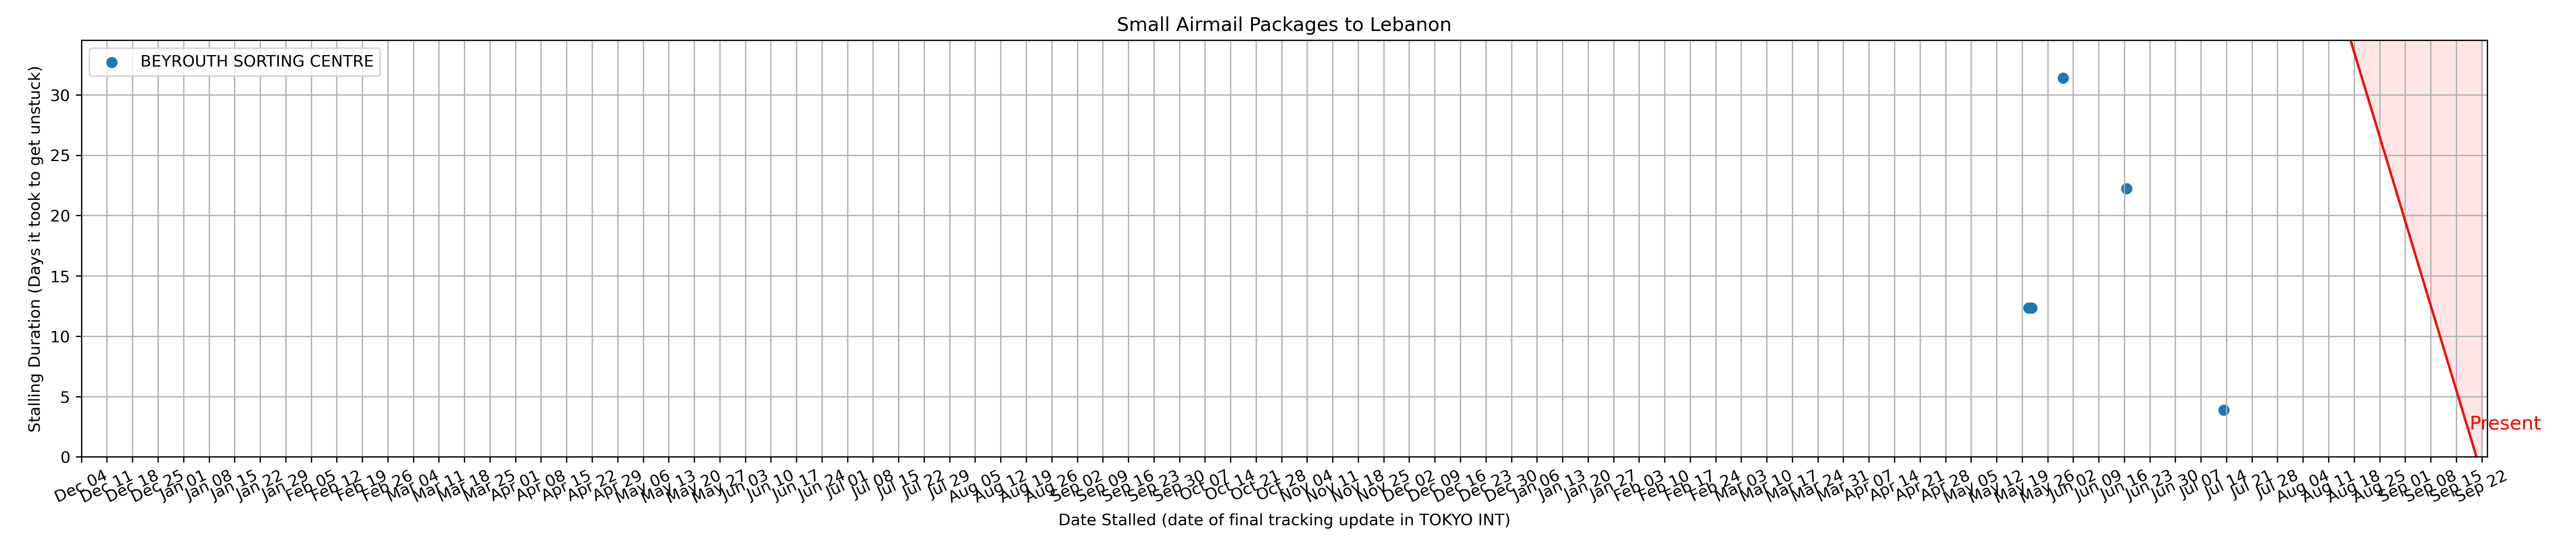 Small Airmail Packages to Lebanon
BEYROUTH SORTING CENTRE
Stalling Duration (Days it took to get unstuck)
30
25
20
15
10
5
0
Present
Dec 04 Dec 11 Dec 18 Dec 25 Jan 01 Jan 08 Jan 15 Jan 22 Jan 29 Feb 05 Feb 12 Feb 19 Feb 26 Mar 04 Mar 11 Mar 18 Mar 25 Apr 01 Apr 08 Apr 15 Apr 22 Apr 29 May 06 May 13 May 20 May 27 Jun 03 Jun 10 Jun 17 Jun 24 Jul 01 Jul 08 Jul 15 Jul 22 Jul 29 Aug 05 Aug 12 Aug 19 Aug 26 Sep 02 Sep 09 Sep 16 Sep 23 Sep 30 Oct 07 Oct 14 Oct 21 Oct 28 Nov 04 Nov 11 Nov 18 Nov 25 Dec 02 Dec 09 Dec 16 Dec 23 Dec 30 Jan 06 Jan 13 Jan 20 Jan 27 Feb 03 Feb 10 Feb 17 Feb 24 Mar 03 Mar 10 Mar 17 Mar 24 Mar 31 Apr 07 Apr 14 Apr 21 Apr 28 May 05 May 12 May 19 May 26 Jun 02 Jun 09 Jun 16 Jun 23 Jun 30 Jul 07 Jul 14 Jul 21 Jul 28 Aug 04 Aug 11 Aug 18 Aug 25 Sep 01 Sep 08 Sep 15 Sep 22
Date Stalled (date of final tracking update in TOKYO INT)